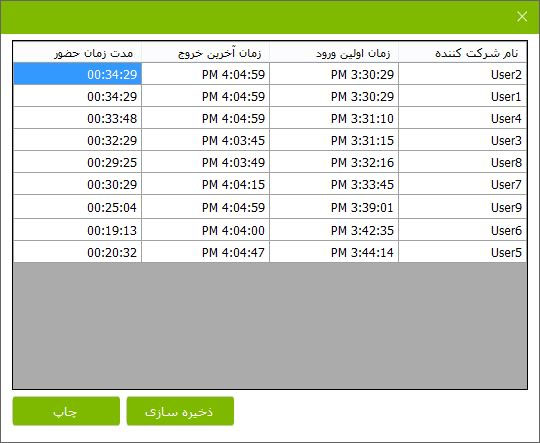 نام شرکت کننده	زمان اولین ورود	زمان آخرین خروج	مدت زمان حضور
User2	PM 3:30:29	PM 4:04:59	00:34:29
User1	PM 3:30:29	PM 4:04:59	00:34:29
User4	PM 3:31:10	PM 4:04:59	00:33:48
User3	PM 3:31:15	PM 4:03:45	00:32:29
User8	PM 3:32:16	PM 4:03:49	00:29:25
User7	PM 3:33:45	PM 4:04:15	00:30:29
User9	PM 3:39:01	PM 4:04:59	00:25:04
User6	PM 3:42:35	PM 4:04:00	00:19:13
User5	PM 3:44:14	PM 4:04:47	00:20:32
ذخیره سازی	چاپ